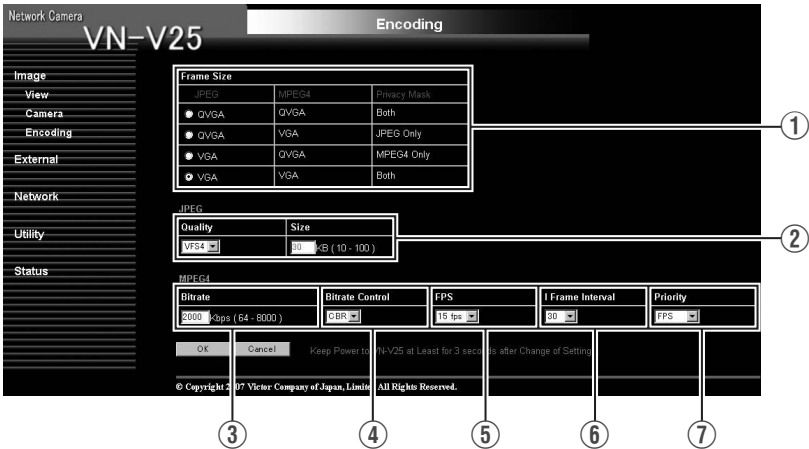 Network Camera
VN-V25
Encoding
Image
View
Camera
Encoding
External
Network
Utility
Status
Frame Size
JPEG MPEG4 Privacy Mask
QVGA QVGA Both
QVGA VGA JPEG Only
VGA QVGA MPEG4 Only
VGA VGA Both
①
JPEG
Quality Size
VFS4 KB ( 10 - 100 )
②
MPEG4
Bitrate Bitrate Control FPS I Frame Interval Priority
2000 Kbps ( 64 - 8000 ) CBR 15 fps 30 FPS
OK Cancel Keep Power to VN-V25 at Least for 3 seconds after Change of Setting
© Copyright 2007 Victor Company of Japan, Limited All Rights Reserved.
③ ④ ⑤ ⑥ ⑦